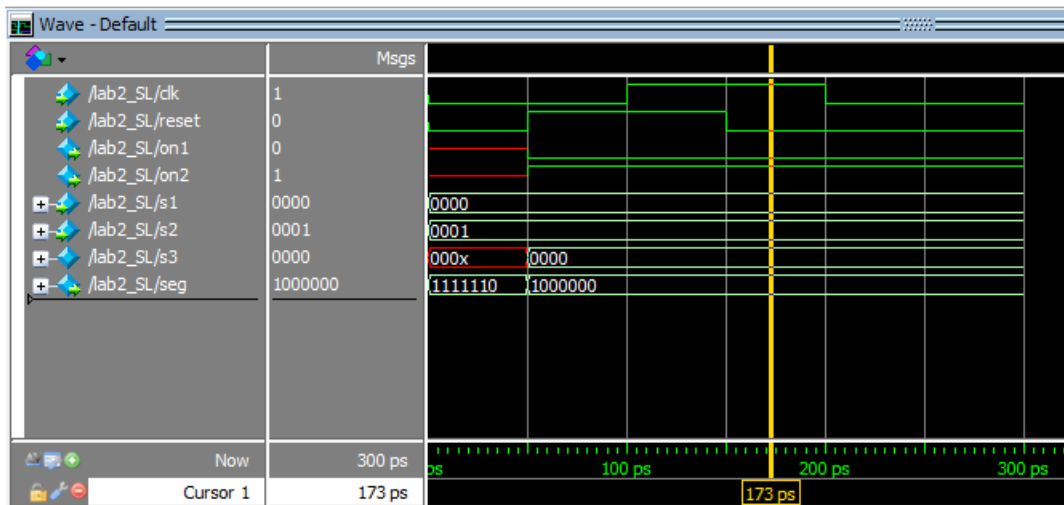 Wave - Default
Msgs
/lab2_SL/clk 1
/lab2_SL/reset 0
/lab2_SL/on1 0
/lab2_SL/on2 1
/lab2_SL/s1 0000 0000
/lab2_SL/s2 0001 0001
/lab2_SL/s3 0000 000x 0000
/lab2_SL/seg 1000000 1111110 1000000
Now 300 ps ps 100 ps 200 ps 300 ps
Cursor 1 173 ps 173 ps